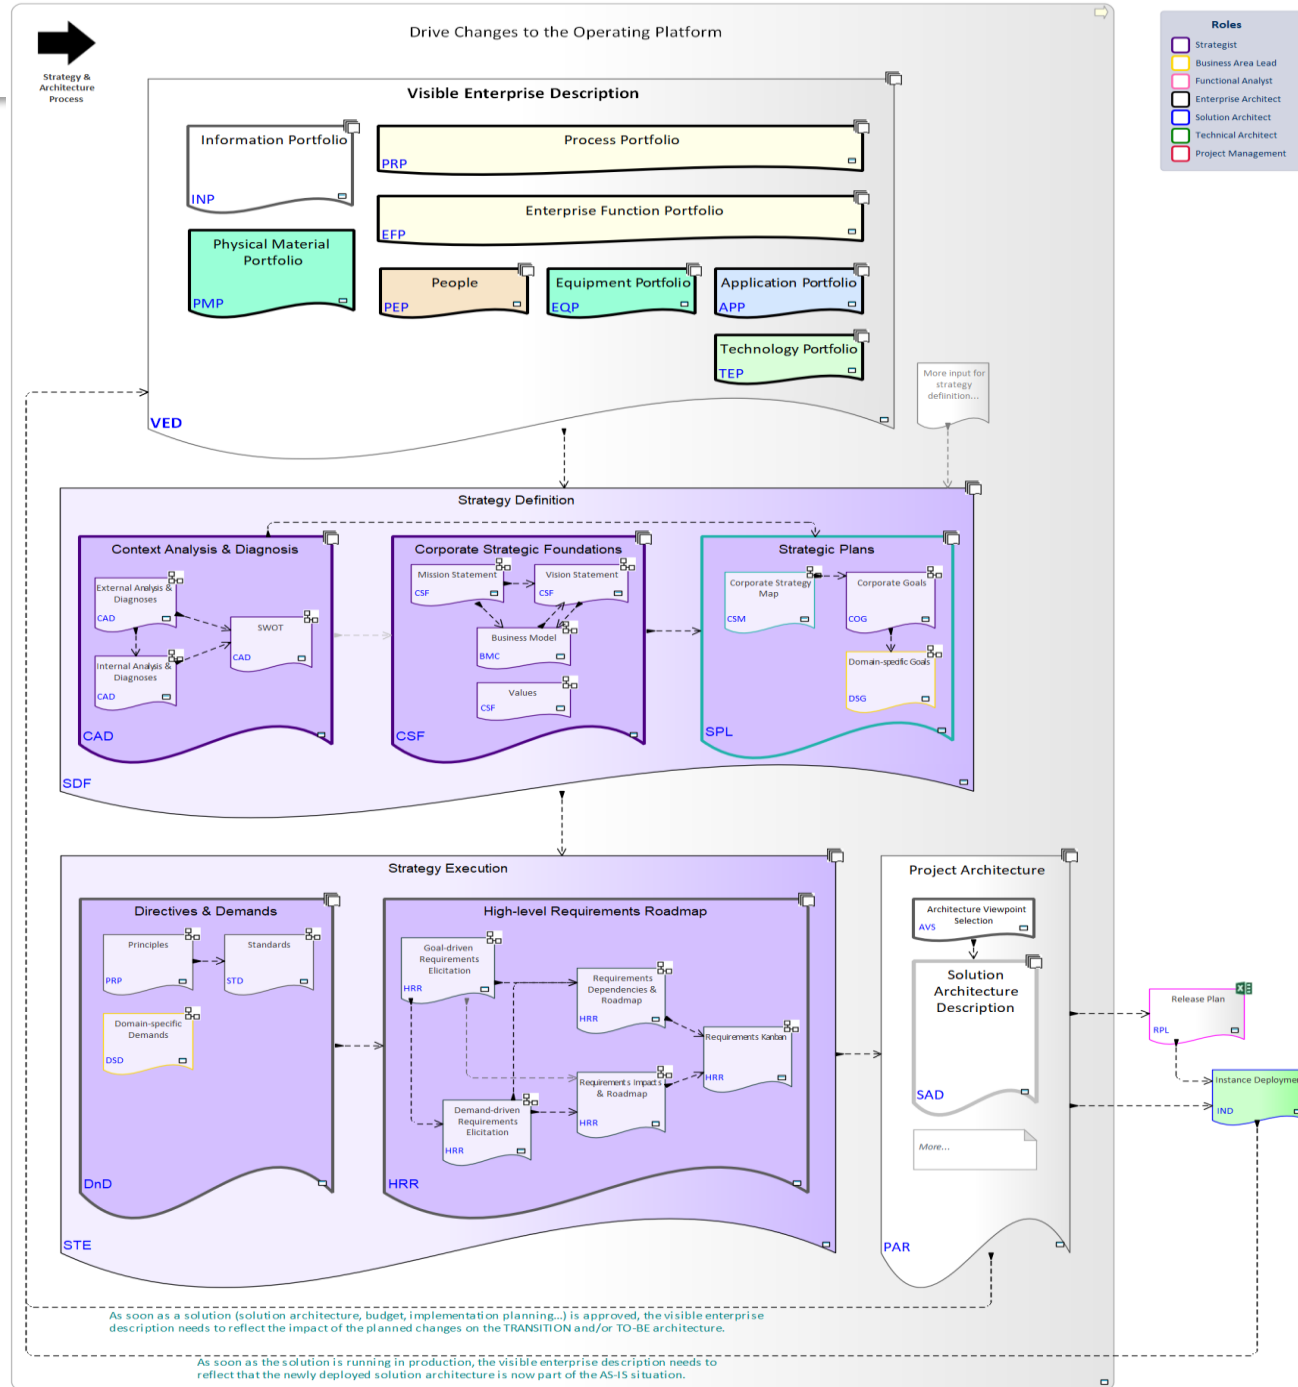 Drive Changes to the Operating Platform
Strategy &
Architecture
Process
Roles
Strategist
Business Area Lead
Functional Analyst
Enterprise Architect
Solution Architect
Technical Architect
Project Management
Visible Enterprise Description
Information Portfolio
INP
Process Portfolio
PRP
Enterprise Function Portfolio
EFP
Physical Material
Portfolio
PMP
People
PEP
Equipment Portfolio
EQP
Application Portfolio
APP
Technology Portfolio
TEP
VED
More input for
strategy
definition...
Strategy Definition
Context Analysis & Diagnosis
External Analysis &
Diagnoses
CAD
SWOT
CAD
Internal Analysis &
Diagnoses
CAD
CAD
Corporate Strategic Foundations
Mission Statement
CSF
Vision Statement
CSF
Business Model
BMC
Values
CSF
CSF
Strategic Plans
Corporate Strategy
Map
CSM
Corporate Goals
COG
Domain-specific Goals
DSG
SPL
SDF
Strategy Execution
Directives & Demands
Principles
PRP
Standards
STD
Domain-specific
Demands
DSD
DnD
High-level Requirements Roadmap
Goal-driven
Requirements
Elicitation
HRR
Requirements
Dependencies &
Roadmap
HRR
Requirements Kanban
HRR
Requirements Impacts
& Roadmap
HRR
Demand-driven
Requirements
Elicitation
HRR
HRR
STE
Project Architecture
Architecture Viewpoint
Selection
AVS
Solution
Architecture
Description
SAD
More...
PAR
Release Plan
RPL
Instance Deployme
IND
As soon as a solution (solution architecture, budget, implementation planning...) is approved, the visible enterprise
description needs to reflect the impact of the planned changes on the TRANSITION and/or TO-BE architecture.
As soon as the solution is running in production, the visible enterprise description needs to
reflect that the newly deployed solution architecture is now part of the AS-IS situation.